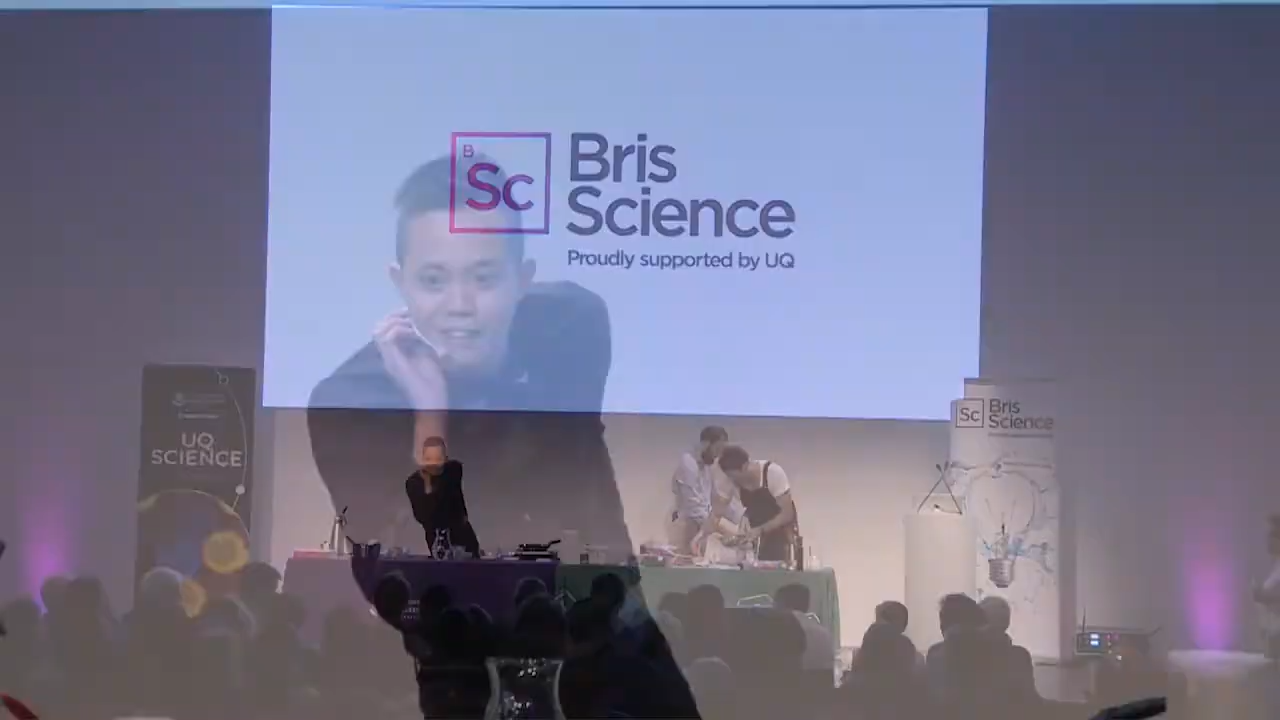 B
Sc
Bris
Science
Proudly supported by UQ
UQ
SCIENCE
Sc
Bris
Science